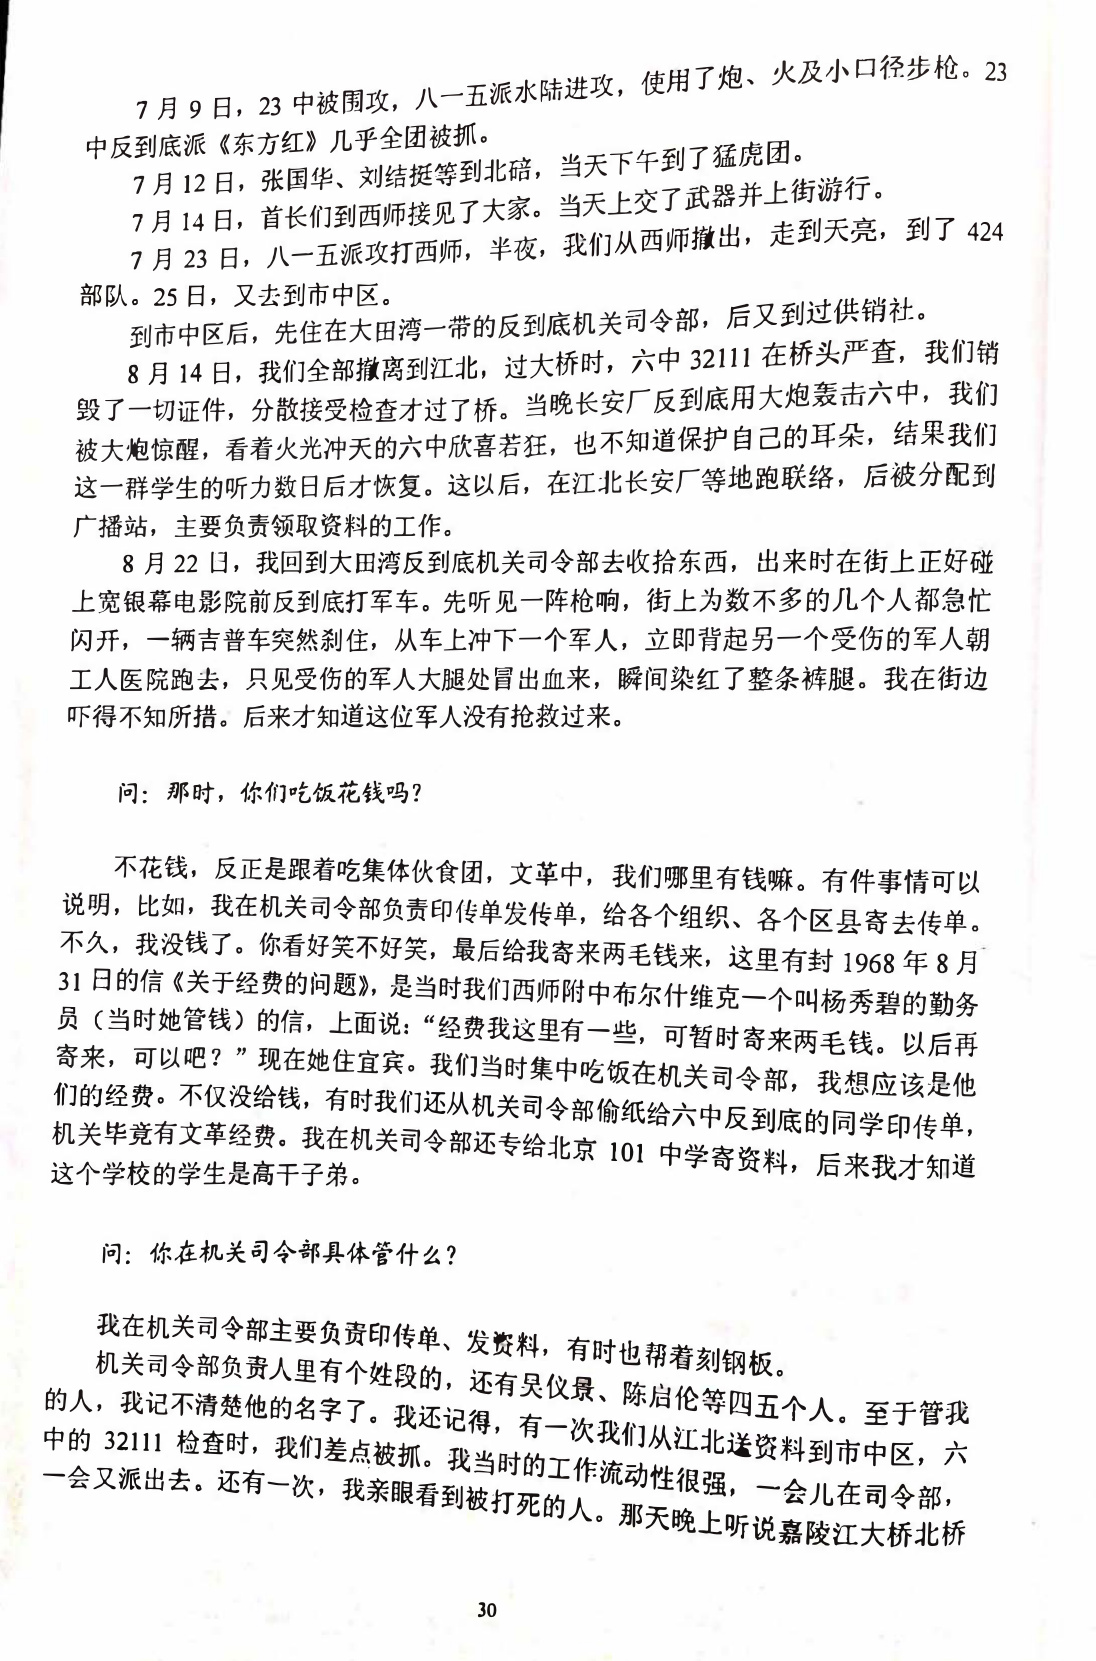 7月9日，23中被围攻，八一五派水陆进攻，使用了炮、火及小口径步枪。23
中反到底派《东方红》几乎全团被抓。
7月12日，张国华、刘结挺等到北碚，当天下午到了猛虎团。
7月14日，首长们到西师接见了大家。当天上交了武器并上街游行。
7月23日，八一五派攻打西师，半夜，我们从西师撤出，走到天亮，到了424
部队。25日，又去到市中区。
到市中区后，先住在大田湾一带的反到底机关司令部，后又到过供销社。
8月14日，我们全部撤离到江北，过大桥时，六中32111在桥头严查，我们销
毁了一切证件，分散接受检查才过了桥。当晚长安厂反到底用大炮轰击六中，我们
被大炮惊醒，看着火光冲天的六中欣喜若狂，也不知道保护自己的耳朵，结果我们
这一群学生的听力数日后才恢复。这以后，在江北长安厂等地跑联络，后被分配到
广播站，主要负责领取资料的工作。
8月22日，我回到大田湾反到底机关司令部去收拾东西，出来时在街上正好碰
上宽银幕电影院前反到底打军车。先听见一阵枪响，街上为数不多的几个人都急忙
闪开，一辆吉普车突然刹住，从车上冲下一个军人，立即背起另一个受伤的军人朝
工人医院跑去，只见受伤的军人大腿处冒出血来，瞬间染红了整条裤腿。我在街边
吓得不知所措。后来才知道这位军人没有抢救过来。
问：那时，你们吃饭花钱吗？
不花钱，反正是跟着吃集体伙食团，文革中，我们哪里有钱嘛。有件事情可以
说明，比如，我在机关司令部负责印传单发传单，给各个组织、各个区县寄去传单。
不久，我没钱了。你看好笑不好笑，最后给我寄来两毛钱来，这里有封1968年8月
31日的信《关于经费的问题》，是当时我们西师附中布尔什维克一个叫杨秀碧的勤务
员（当时她管钱）的信，上面说：“经费我这里有一些，可暂时寄来两毛钱。以后再
寄来，可以吧？”现在她住宜宾。我们当时集中吃饭在机关司令部，我想应该是他
们的经费。不仅没给钱，有时我们还从机关司令部偷纸给六中反到底的同学印传单，
机关毕竟有文革经费。我在机关司令部还专给北京101中学寄资料，后来我才知道
这个学校的学生是高干子弟。
问：你在机关司令部具体管什么？
我在机关司令部主要负责印传单、发资料，有时也帮着刻钢板。
机关司令部负责人里有个姓段的，还有吴仪景、陈启伦等四五个人。至于管我
的人，我记不清楚他的名字了。我还记得，有一次我们从江北送资料到市中区，六
中的32111检查时，我们差点被抓。我当时的工作流动性很强，一会儿在司令部，
一会又派出去。还有一次，我亲眼看到被打死的人。那天晚上听说嘉陵江大桥北桥
30